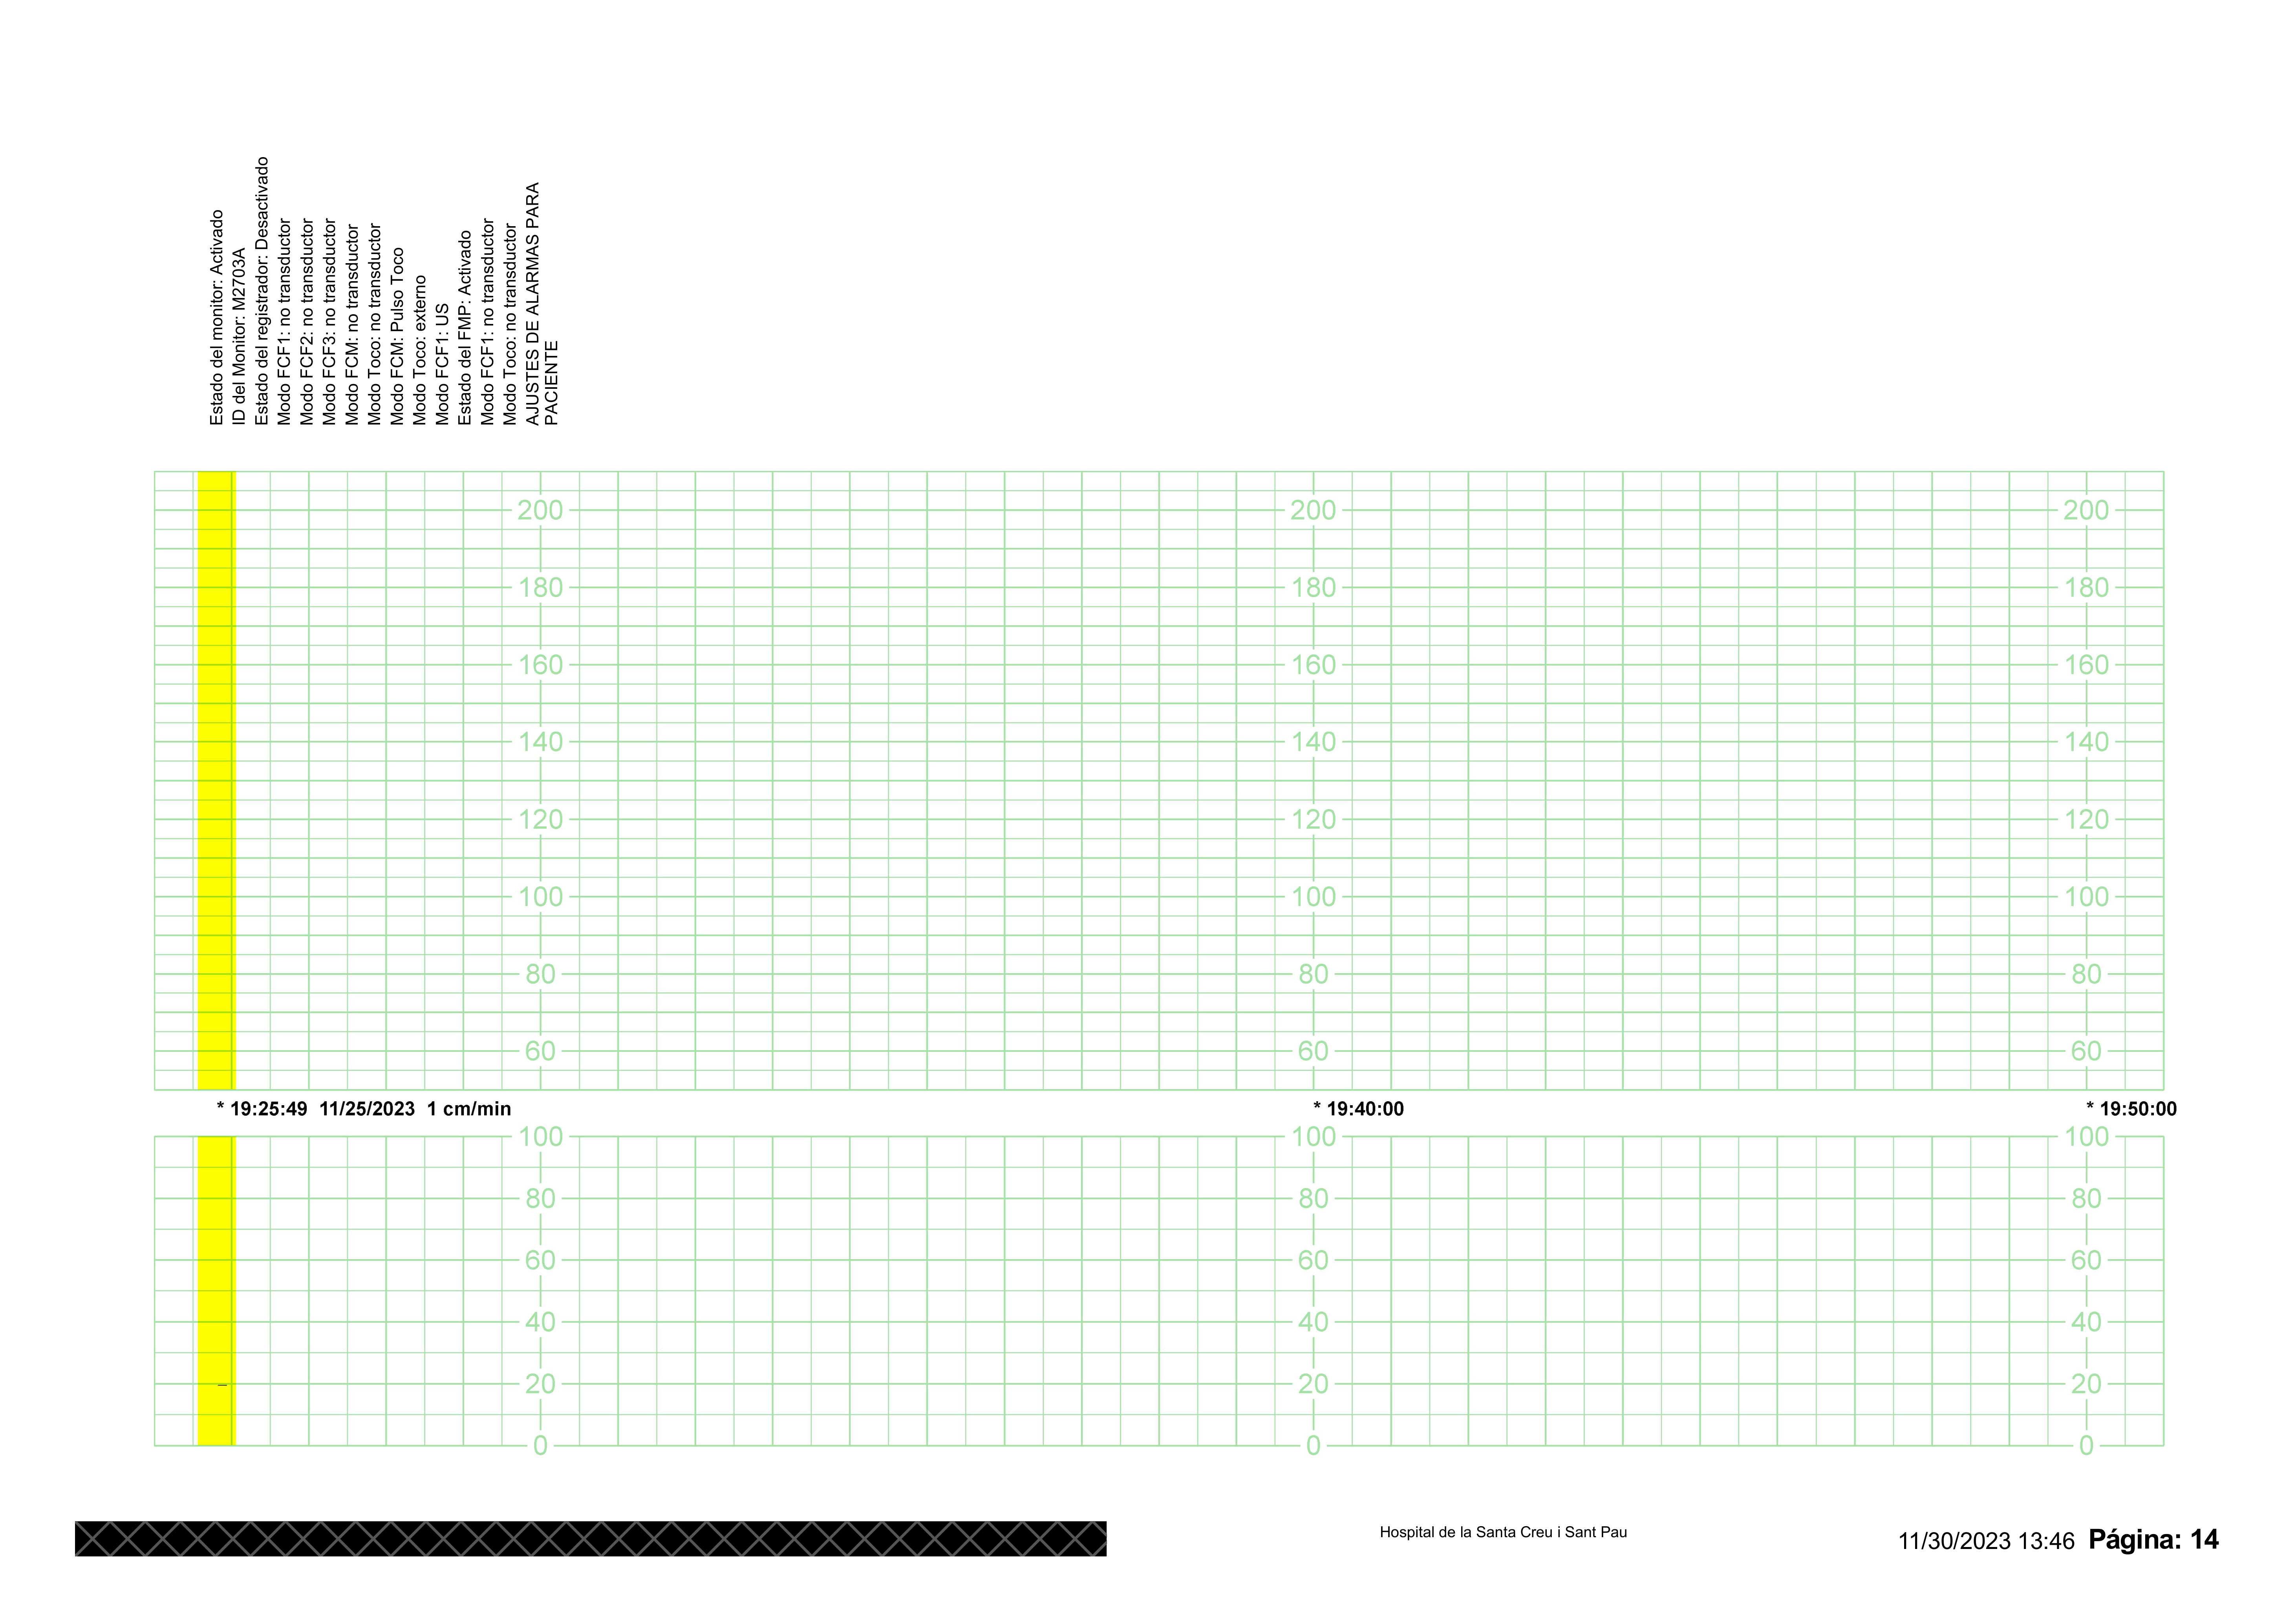 Estado del monitor: Activado
ID del Monitor: M2703A
Estado del registrador: Desactivado
Modo FCF1: no transductor
Modo FCF2: no transductor
Modo FCF3: no transductor
Modo FCM: no transductor
Modo Toco: no transductor
Modo FCM: Pulso Toco
Modo Toco: externo
Modo FCF1: US
Estado del FMP: Activado
Modo FCF1: no transductor
Modo Toco: no transductor
AJUSTES DE ALARMAS PARA
PACIENTE
200 200 200
180 180 180
160 160 160
140 140 140
120 120 120
100 100 100
80 80 80
60 60 60
* 19:25:49 11/25/2023 1 cm/min * 19:40:00 * 19:50:00
100 100 100
80 80 80
60 60 60
40 40 40
20 20 20
0 0 0
Hospital de la Santa Creu i Sant Pau
11/30/2023 13:46 Página: 14